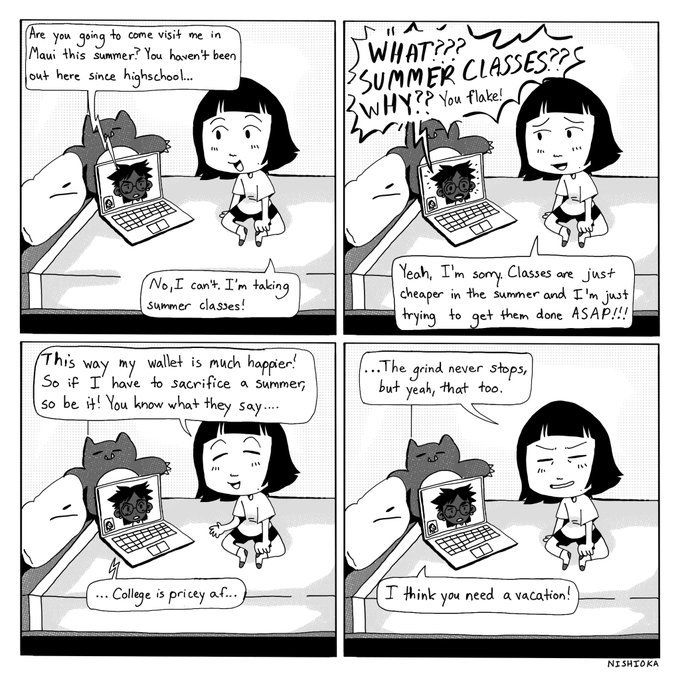 Are you going to come visit me in
Maui this summer? You haven't been
out here since highschool...
No, I can't. I'm taking
summer classes!
WHAT???
SUMMER CLASSES??
WHY?? You flake!
Yeah, I'm sorry. Classes are just
cheaper in the summer and I'm just
trying to get them done ASAP!!!
This way my wallet is much happier!
So if I have to sacrifice a summer,
so be it! You know what they say....
... College is pricey af...
...The grind never stops,
but yeah, that too.
I think you need a vacation!
NISHIOKA